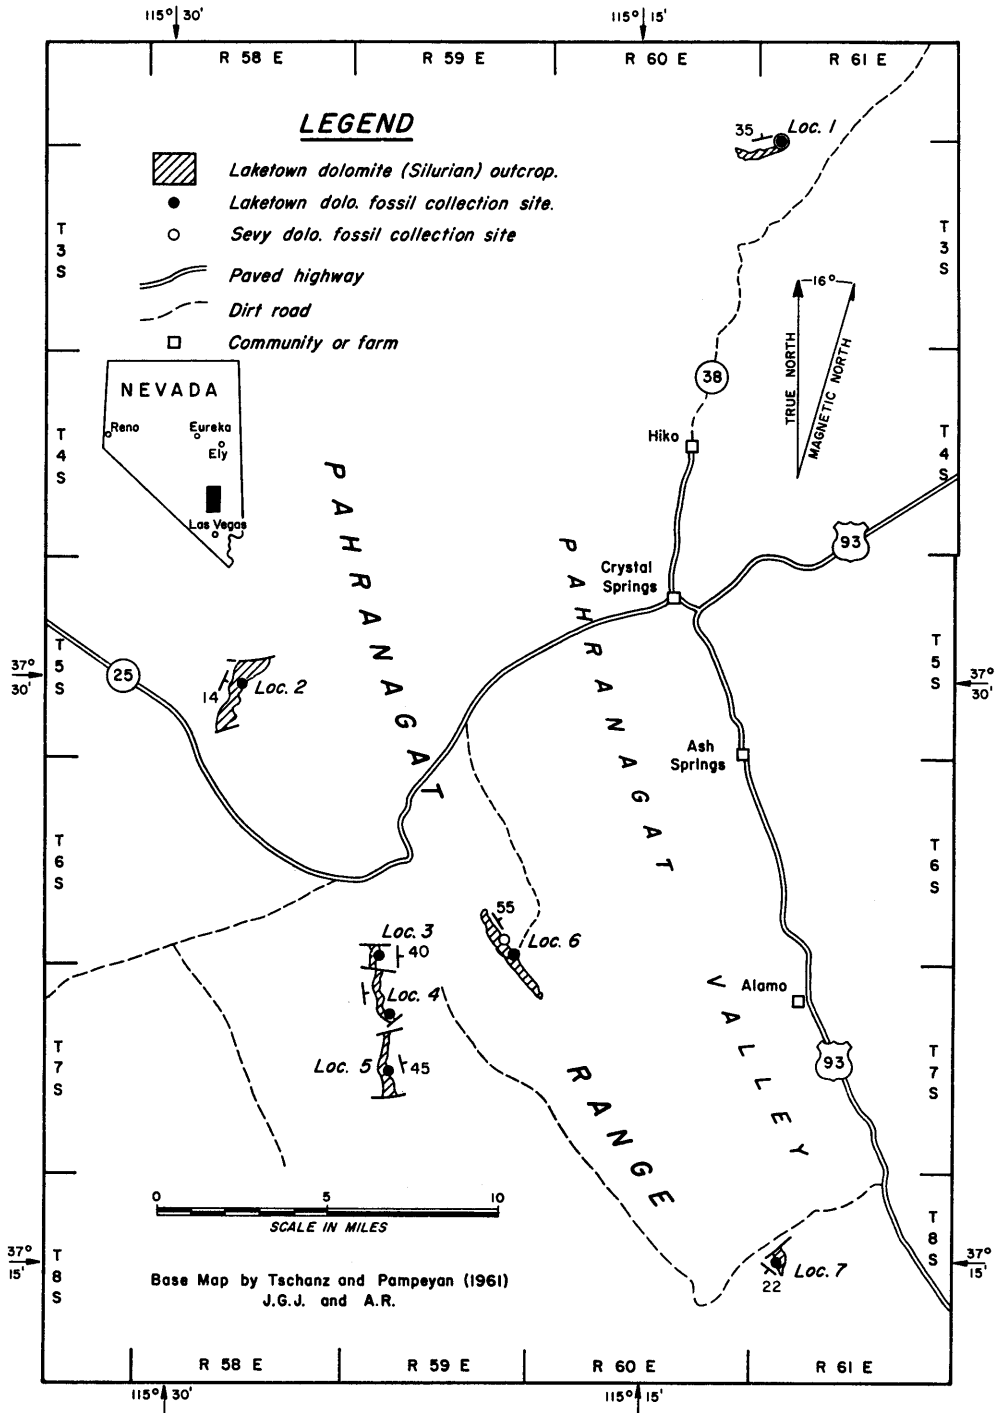 115° 30'
115° 15'
R 58 E
R 59 E
R 60 E
R 61 E
LEGEND
Laketown dolomite (Silurian) outcrop.
Laketown dolo. fossil collection site.
Sevy dolo. fossil collection site
Paved highway
Dirt road
Community or farm
35
Loc. 1
T 3 S
T 3 S
16°
TRUE NORTH
MAGNETIC NORTH
NEVADA
Reno
Eureka
Ely
Las Vegas
38
Hiko
T 4 S
T 4 S
93
Crystal
Springs
PAHRANAGAT
PAHRANAGAT
T 5 S
T 5 S
37°
30'
37°
30'
25
14
Loc. 2
Ash
Springs
T 6 S
T 6 S
55
Loc. 6
Loc. 3
40
Loc. 4
Loc. 5
45
VALLEY
Alamo
93
T 7 S
T 7 S
RANGE
0
5
10
SCALE IN MILES
T 8 S
T 8 S
37°
15'
37°
15'
Loc. 7
22
Base Map by Tschanz and Pampeyan (1961)
J.G.J. and A.R.
R 58 E
R 59 E
R 60 E
R 61 E
115° 30'
115° 15'